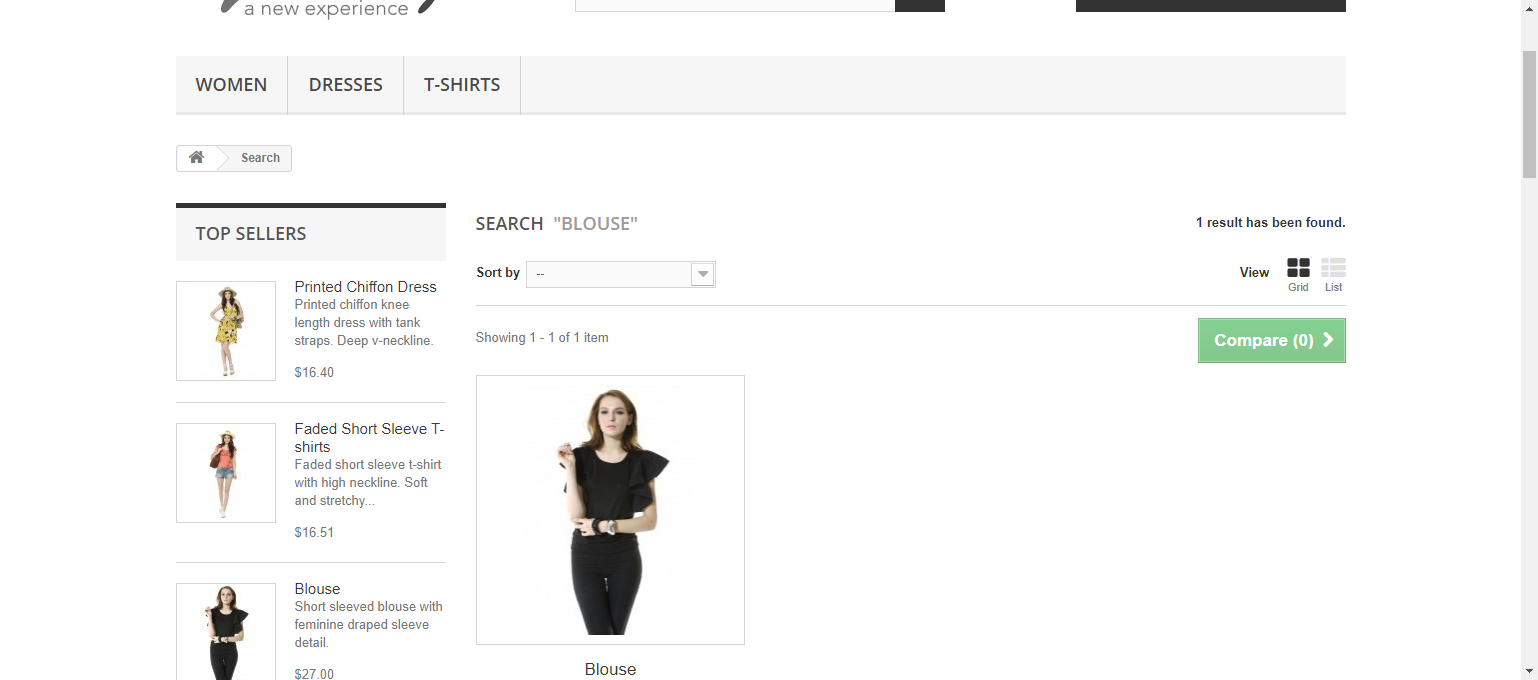 a new experience
WOMEN
DRESSES
T-SHIRTS
Search
TOP SELLERS
Printed Chiffon Dress
Printed chiffon knee
length dress with tank
straps. Deep v-neckline.
$16.40
Faded Short Sleeve T-
shirts
Faded short sleeve t-shirt
with high neckline. Soft
and stretchy...
$16.51
Blouse
Short sleeved blouse with
feminine draped sleeve
detail.
$27.00
SEARCH "BLOUSE"
1 result has been found.
Sort by --
View
Grid
List
Showing 1 - 1 of 1 item
Compare (0)
Blouse